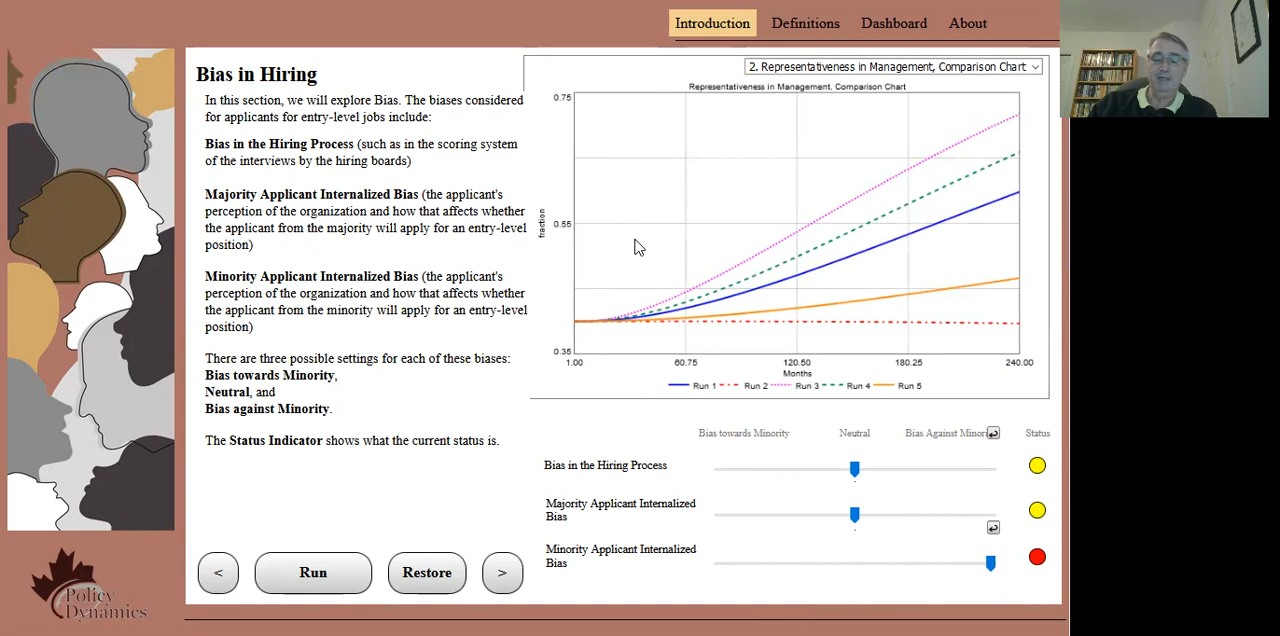 Introduction Definitions Dashboard About
Bias in Hiring
In this section, we will explore Bias. The biases considered
for applicants for entry-level jobs include:
Bias in the Hiring Process (such as in the scoring system
of the interviews by the hiring boards)
Majority Applicant Internalized Bias (the applicant's
perception of the organization and how that affects whether
the applicant from the majority will apply for an entry-level
position)
Minority Applicant Internalized Bias (the applicant's
perception of the organization and how that affects whether
the applicant from the minority will apply for an entry-level
position)
There are three possible settings for each of these biases:
Bias towards Minority,
Neutral, and
Bias against Minority.
The Status Indicator shows what the current status is.
< Run Restore >
2. Representativeness in Management, Comparison Chart
Representativeness in Management, Comparison Chart
0.75
fraction
0.55
0.35
1.00 60.75 120.50 180.25 240.00
Months
Run 1 Run 2 Run 3 Run 4 Run 5
Bias towards Minority Neutral Bias Against Minori Status
Bias in the Hiring Process
Majority Applicant Internalized
Bias
Minority Applicant Internalized
Bias
Policy
Dynamics